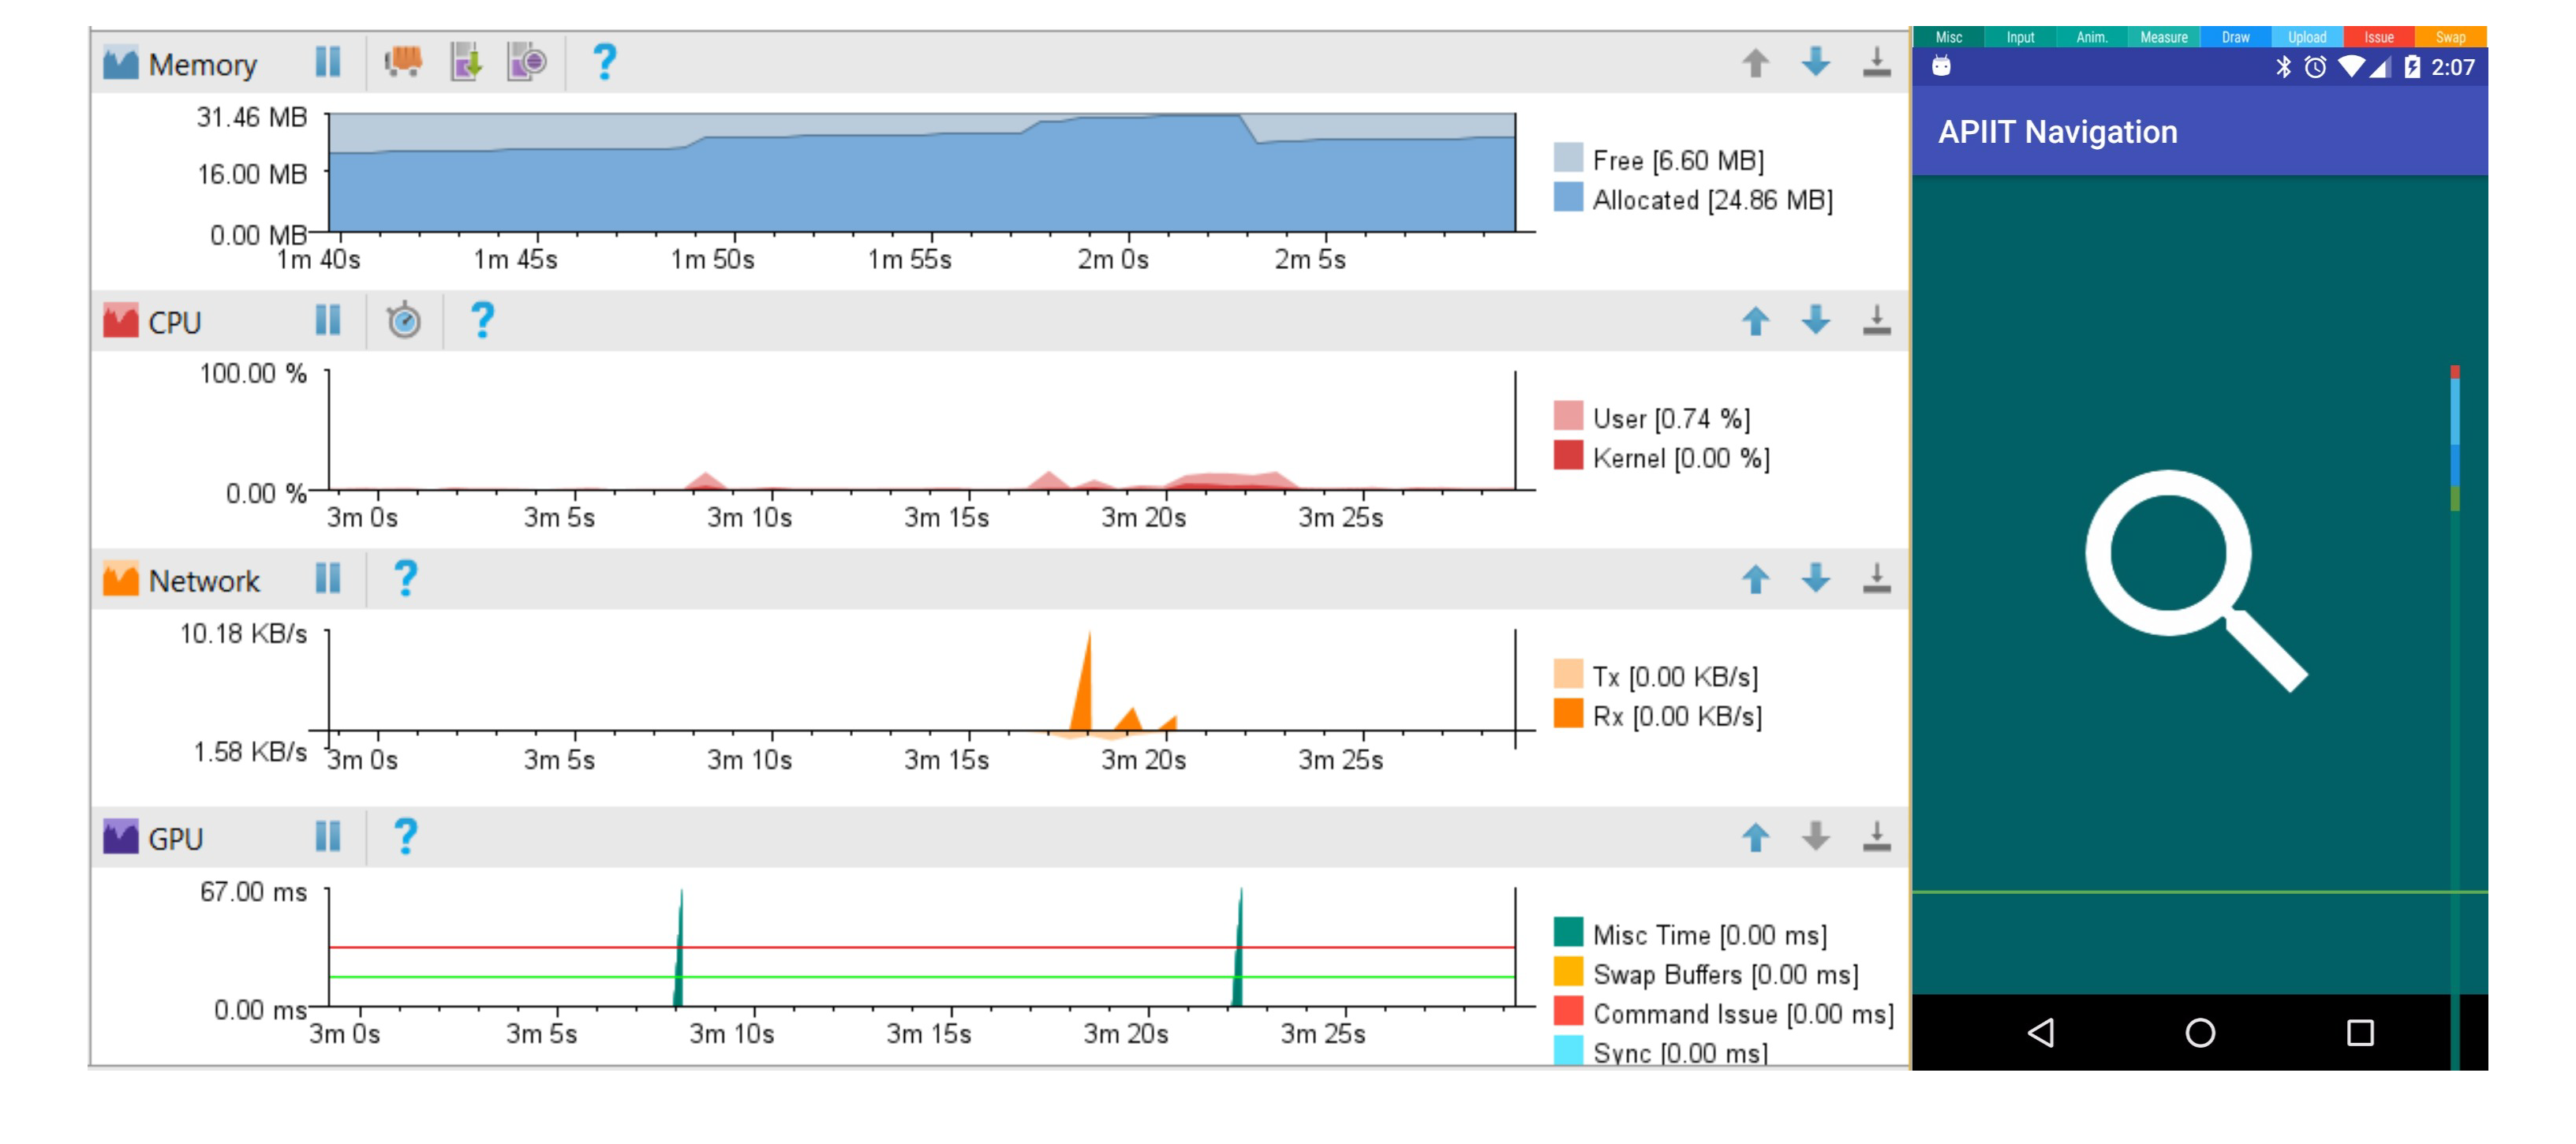 Memory
?
31.46 MB
16.00 MB
0.00 MB
1m 40s 1m 45s 1m 50s 1m 55s 2m 0s 2m 5s
Free [6.60 MB]
Allocated [24.86 MB]
CPU
?
100.00 %
0.00 %
3m 0s 3m 5s 3m 10s 3m 15s 3m 20s 3m 25s
User [0.74 %]
Kernel [0.00 %]
Network
?
10.18 KB/s
1.58 KB/s
3m 0s 3m 5s 3m 10s 3m 15s 3m 20s 3m 25s
Tx [0.00 KB/s]
Rx [0.00 KB/s]
GPU
?
67.00 ms
0.00 ms
3m 0s 3m 5s 3m 10s 3m 15s 3m 20s 3m 25s
Misc Time [0.00 ms]
Swap Buffers [0.00 ms]
Command Issue [0.00 ms]
Sync [0.00 ms]
Misc Input Anim. Measure Draw Upload Issue Swap
2:07
APIIT Navigation